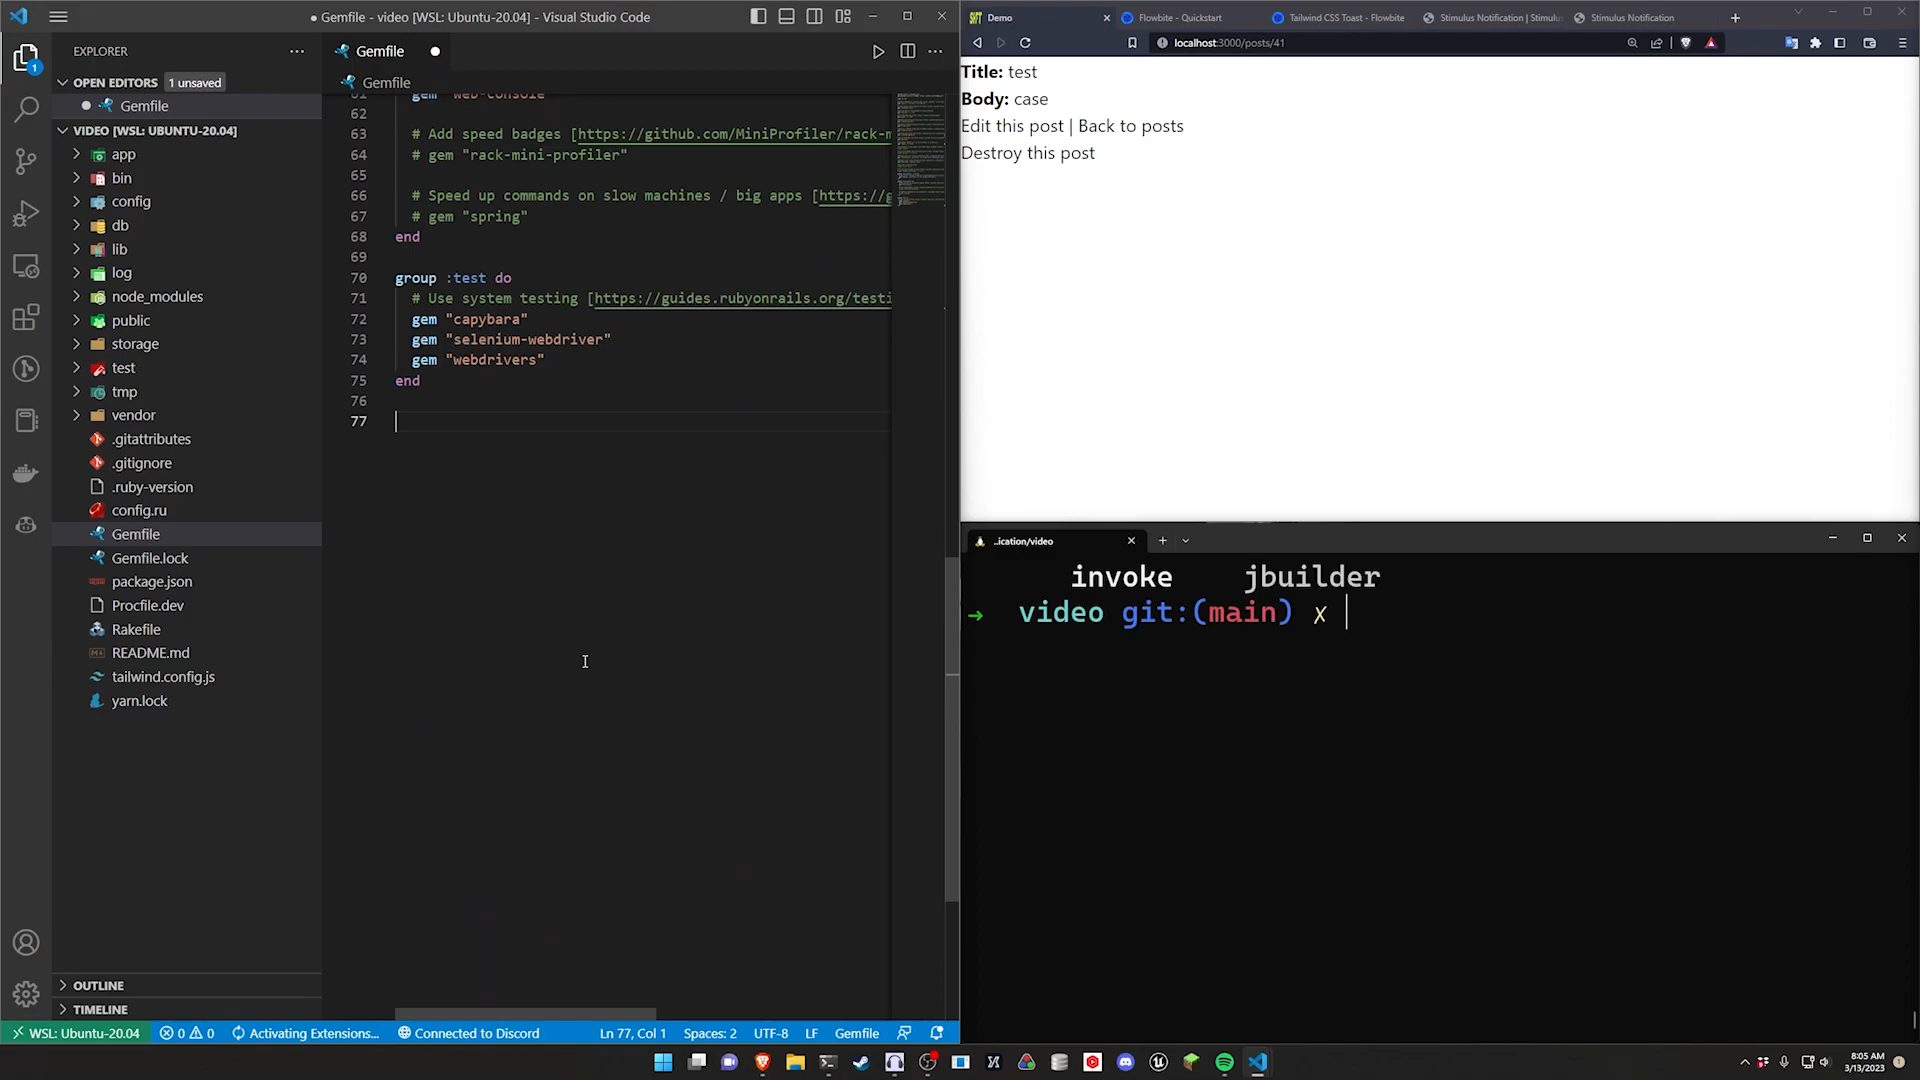 ● Gemfile - video [WSL: Ubuntu-20.04] - Visual Studio Code
EXPLORER
OPEN EDITORS 1 unsaved
Gemfile
VIDEO [WSL: UBUNTU-20.04]
app
bin
config
db
lib
log
node_modules
public
storage
test
tmp
vendor
.gitattributes
.gitignore
.ruby-version
config.ru
Gemfile
Gemfile.lock
package.json
Procfile.dev
Rakefile
README.md
tailwind.config.js
yarn.lock
OUTLINE
TIMELINE
1
Gemfile
Gemfile
61 gem "web-console"
62
63 # Add speed badges [https://github.com/MiniProfiler/rack-m
64 # gem "rack-mini-profiler"
65
66 # Speed up commands on slow machines / big apps [https://g
67 # gem "spring"
68 end
69
70 group :test do
71 # Use system testing [https://guides.rubyonrails.org/testi
72 gem "capybara"
73 gem "selenium-webdriver"
74 gem "webdrivers"
75 end
76
77
WSL: Ubuntu-20.04 0 0 Activating Extensions... Connected to Discord Ln 77, Col 1 Spaces: 2 UTF-8 LF Gemfile
Demo Flowbite - Quickstart Tailwind CSS Toast - Flowbite Stimulus Notification | Stimulus Stimulus Notification
localhost:3000/posts/41
Title: test
Body: case
Edit this post | Back to posts
Destroy this post
..ication/video
invoke jbuilder
→ video git:(main) ✗
8:05 AM
3/13/2023